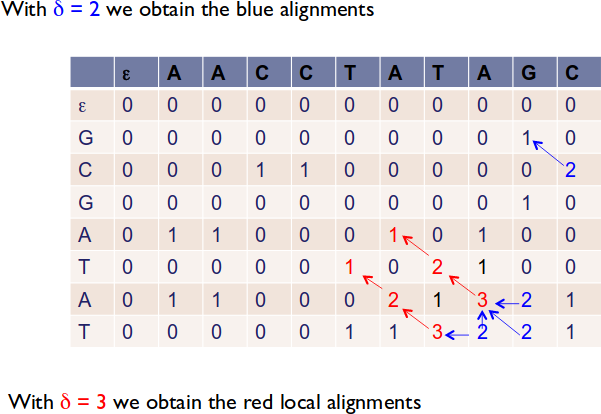 With δ = 2 we obtain the blue alignments
ε A A C C T A T A G C
ε 0 0 0 0 0 0 0 0 0 0 0
G 0 0 0 0 0 0 0 0 0 1 0
C 0 0 0 1 1 0 0 0 0 0 2
G 0 0 0 0 0 0 0 0 0 1 0
A 0 1 1 0 0 0 1 0 1 0 0
T 0 0 0 0 0 1 0 2 1 0 0
A 0 1 1 0 0 0 2 1 3 2 1
T 0 0 0 0 0 1 1 3 2 2 1
With δ = 3 we obtain the red local alignments